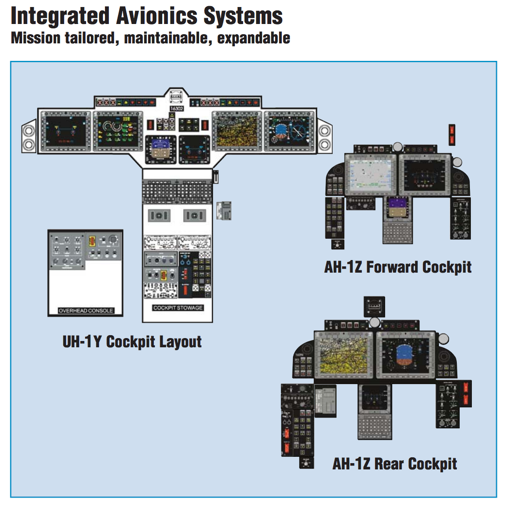 Integrated Avionics Systems
Mission tailored, maintainable, expandable
OVERHEAD CONSOLE
COCKPIT STOWAGE
UH-1Y Cockpit Layout
AH-1Z Forward Cockpit
AH-1Z Rear Cockpit